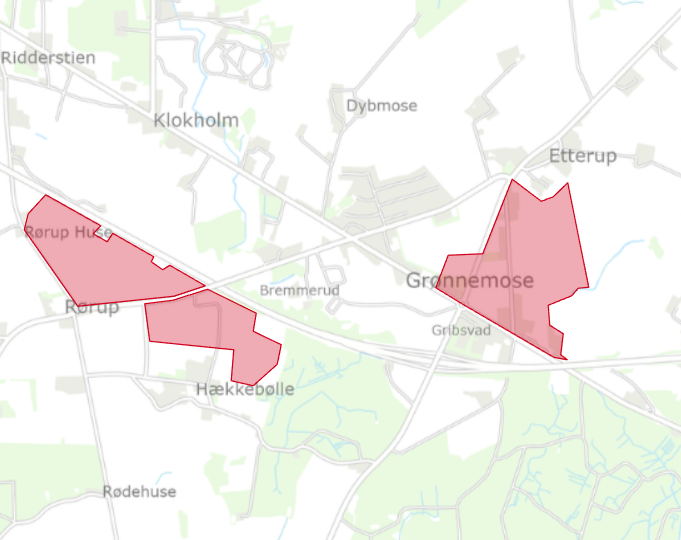 Ridderstien
Dybmose
Klokholm
Etterup
Rørup Huse
Grønnemose
Bremmerud
Rørup
Gribsvad
Hækkebølle
Rødehuse